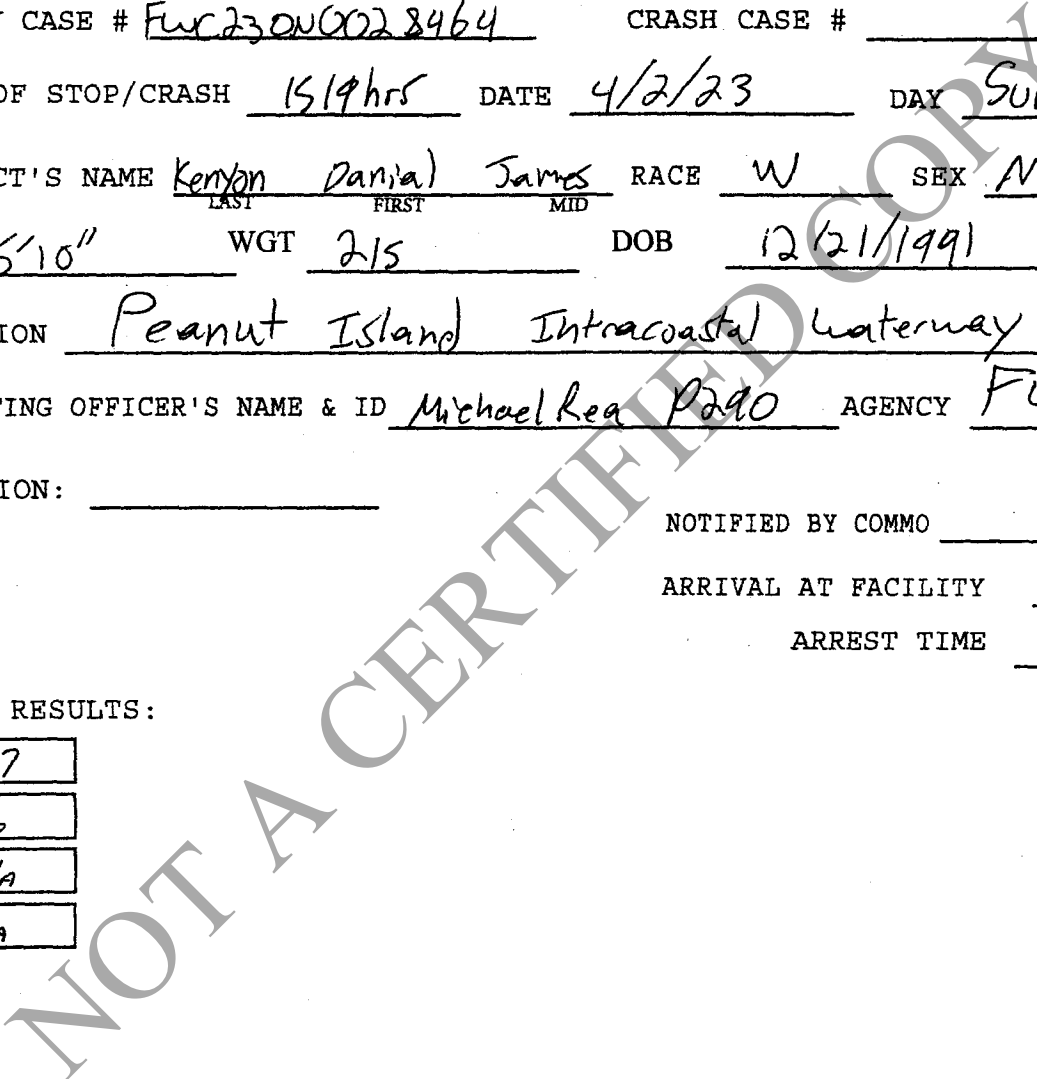 CASE # FWC23ONOO28464 CRASH CASE #
OF STOP/CRASH 1519hrs DATE 4/2/23 DAY Su
CT'S NAME Kenyon Danial James RACE W SEX
LAST FIRST MID
5'10" WGT 215 DOB 12/21/1991
ION Peanut Island Intracoastal Waterway
TING OFFICER'S NAME & ID Michael Rea P290 AGENCY F
ION:
NOTIFIED BY COMMO
ARRIVAL AT FACILITY
ARREST TIME
RESULTS:
7
A
A
NOT A CERTIFIED COPY